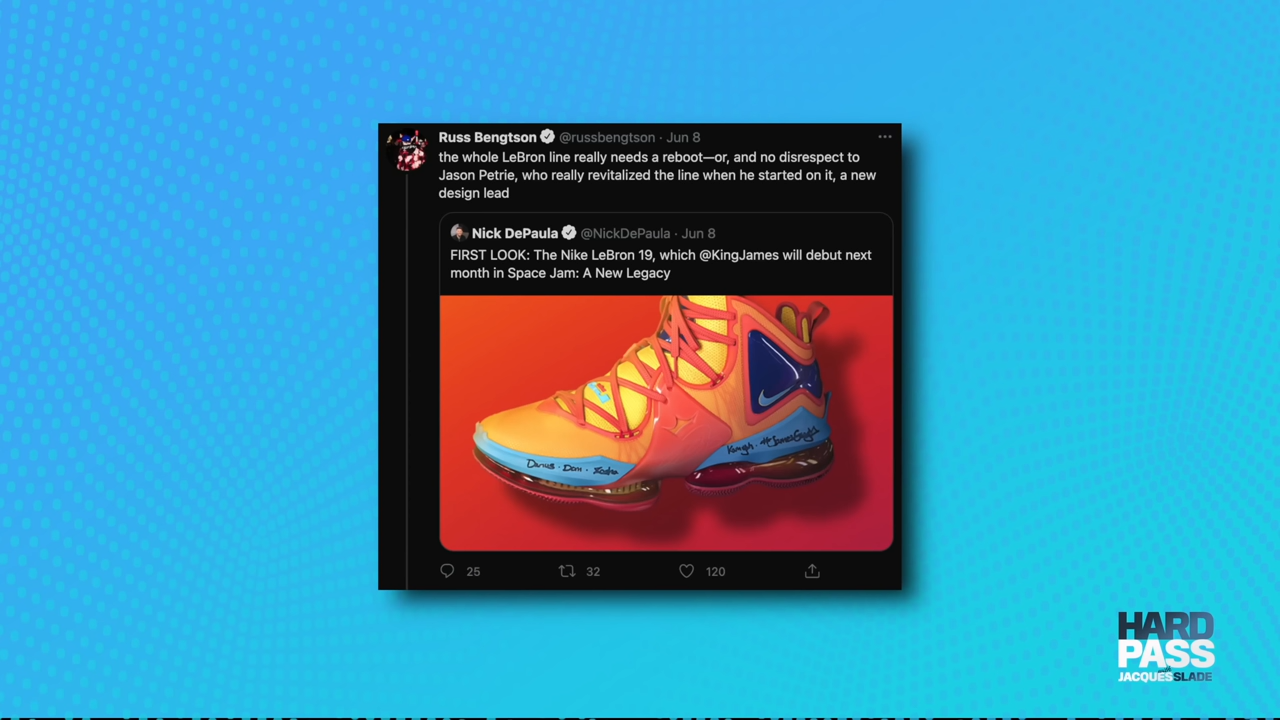 Russ Bengtson @russbengtson · Jun 8
the whole LeBron line really needs a reboot—or, and no disrespect to
Jason Petrie, who really revitalized the line when he started on it, a new
design lead
Nick DePaula @NickDePaula · Jun 8
FIRST LOOK: The Nike LeBron 19, which @KingJames will debut next
month in Space Jam: A New Legacy
25 32 120
HARD
PASS
with
JACQUES SLADE